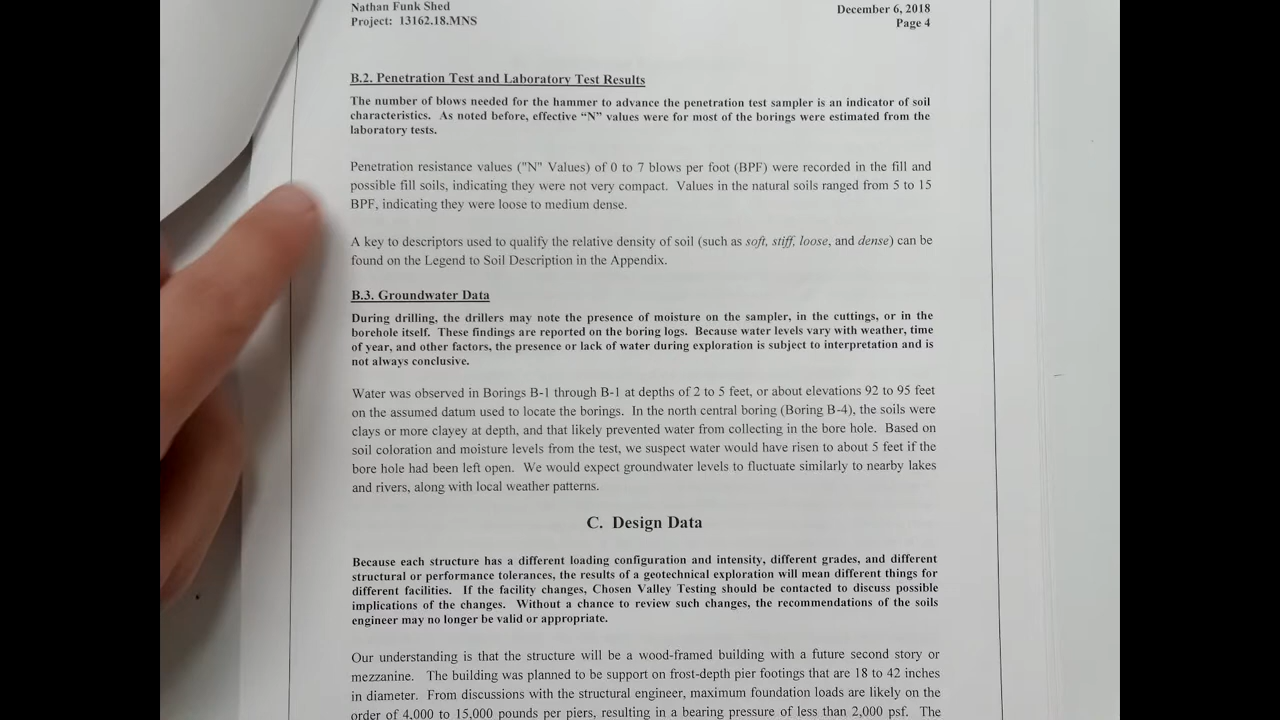 Nathan Funk Shed
Project: 13162.18.MNS
December 6, 2018
Page 4
B.2. Penetration Test and Laboratory Test Results
The number of blows needed for the hammer to advance the penetration test sampler is an indicator of soil
characteristics. As noted before, effective “N” values were for most of the borings were estimated from the
laboratory tests.
Penetration resistance values ("N" Values) of 0 to 7 blows per foot (BPF) were recorded in the fill and
possible fill soils, indicating they were not very compact. Values in the natural soils ranged from 5 to 15
BPF, indicating they were loose to medium dense.
A key to descriptors used to qualify the relative density of soil (such as soft, stiff, loose, and dense) can be
found on the Legend to Soil Description in the Appendix.
B.3. Groundwater Data
During drilling, the drillers may note the presence of moisture on the sampler, in the cuttings, or in the
borehole itself. These findings are reported on the boring logs. Because water levels vary with weather, time
of year, and other factors, the presence or lack of water during exploration is subject to interpretation and is
not always conclusive.
Water was observed in Borings B-1 through B-1 at depths of 2 to 5 feet, or about elevations 92 to 95 feet
on the assumed datum used to locate the borings. In the north central boring (Boring B-4), the soils were
clays or more clayey at depth, and that likely prevented water from collecting in the bore hole. Based on
soil coloration and moisture levels from the test, we suspect water would have risen to about 5 feet if the
bore hole had been left open. We would expect groundwater levels to fluctuate similarly to nearby lakes
and rivers, along with local weather patterns.
C. Design Data
Because each structure has a different loading configuration and intensity, different grades, and different
structural or performance tolerances, the results of a geotechnical exploration will mean different things for
different facilities. If the facility changes, Chosen Valley Testing should be contacted to discuss possible
implications of the changes. Without a chance to review such changes, the recommendations of the soils
engineer may no longer be valid or appropriate.
Our understanding is that the structure will be a wood-framed building with a future second story or
mezzanine. The building was planned to be support on frost-depth pier footings that are 18 to 42 inches
in diameter. From discussions with the structural engineer, maximum foundation loads are likely on the
order of 4,000 to 15,000 pounds per piers, resulting in a bearing pressure of less than 2,000 psf. The